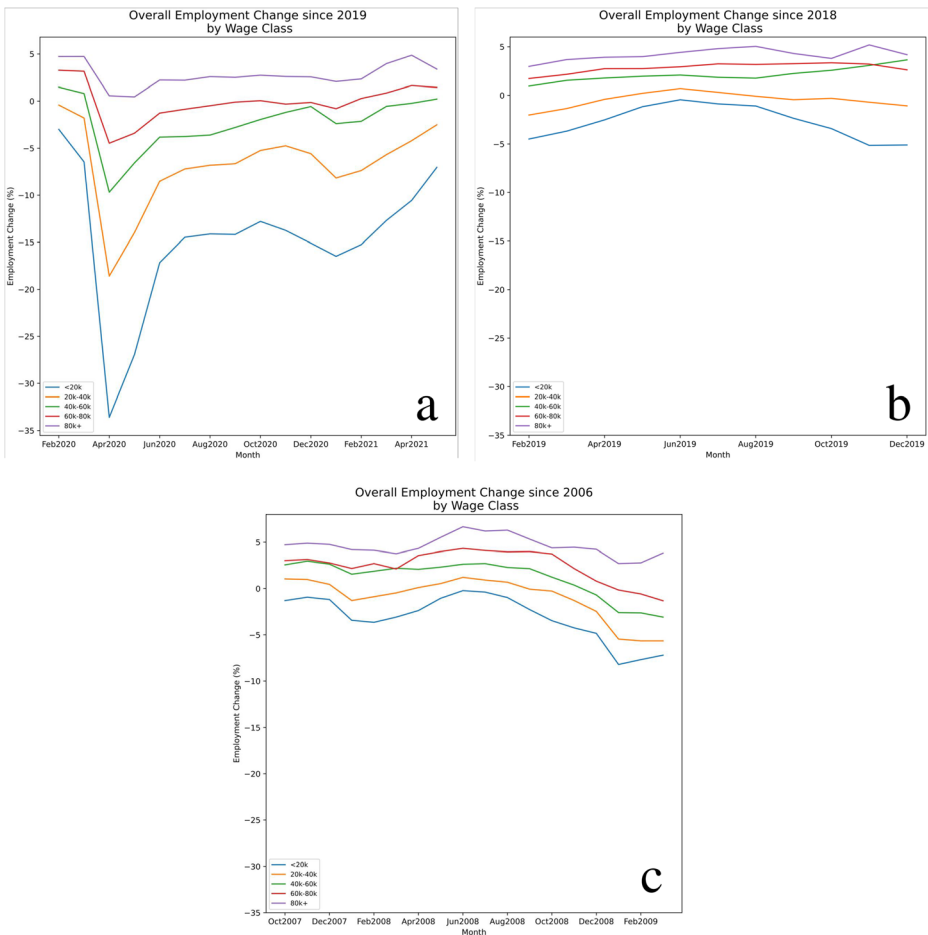 Overall Employment Change since 2019
by Wage Class
Employment Change (%)
5
0
−5
−10
−15
−20
−25
−30
−35
<20k
20k-40k
40k-60k
60k-80k
80k+
a
Feb2020 Apr2020 Jun2020 Aug2020 Oct2020 Dec2020 Feb2021 Apr2021
Month
Overall Employment Change since 2018
by Wage Class
Employment Change (%)
5
0
−5
−10
−15
−20
−25
−30
−35
<20k
20k-40k
40k-60k
60k-80k
80k+
b
Feb2019 Apr2019 Jun2019 Aug2019 Oct2019 Dec2019
Month
Overall Employment Change since 2006
by Wage Class
Employment Change (%)
5
0
−5
−10
−15
−20
−25
−30
−35
<20k
20k-40k
40k-60k
60k-80k
80k+
c
Oct2007 Dec2007 Feb2008 Apr2008 Jun2008 Aug2008 Oct2008 Dec2008 Feb2009
Month